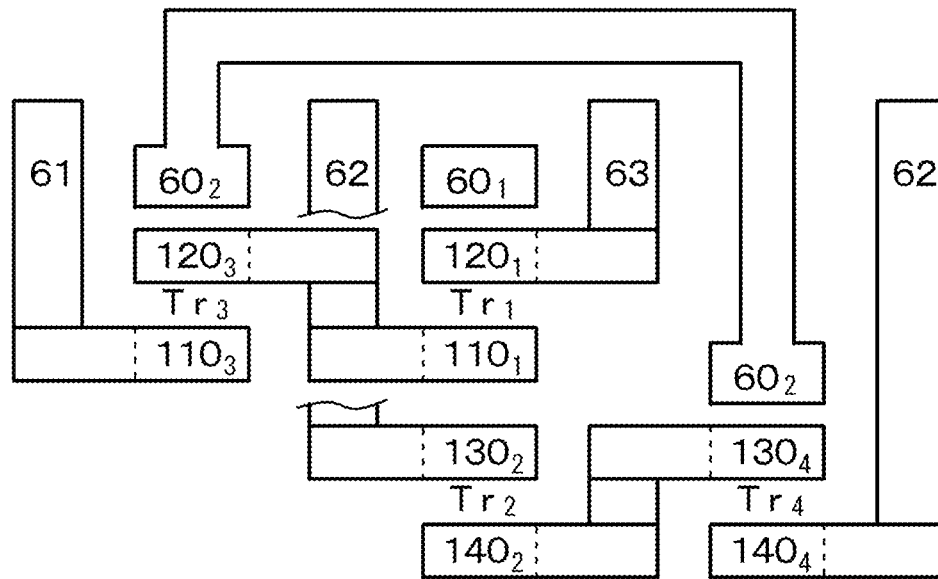 61 60₂ 62 60₁ 63 62
120₃ 120₁
Tr₃ Tr₁
110₃ 110₁
60₂
130₂ 130₄
Tr₂ Tr₄
140₂ 140₄